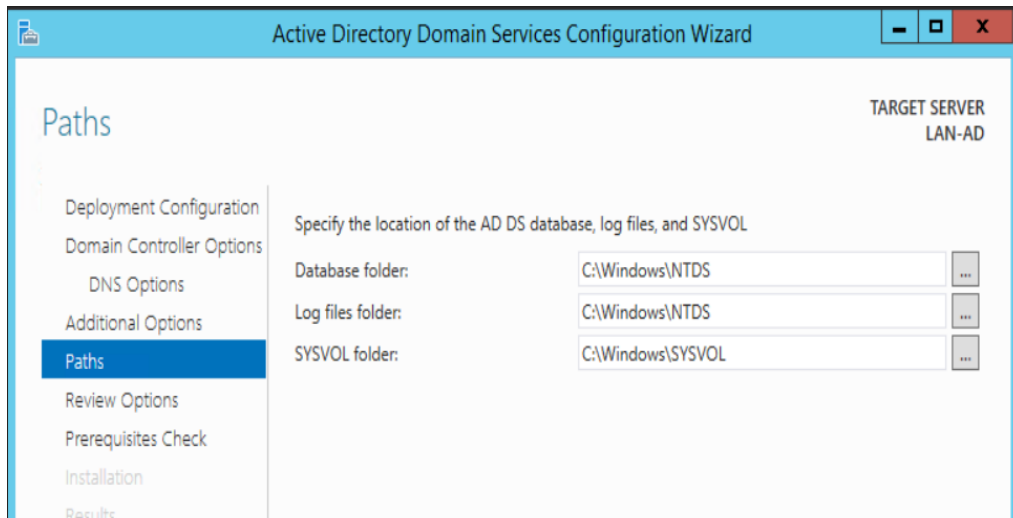 Active Directory Domain Services Configuration Wizard
Paths
TARGET SERVER
LAN-AD
Deployment Configuration
Domain Controller Options
DNS Options
Additional Options
Paths
Review Options
Prerequisites Check
Installation
Results
Specify the location of the AD DS database, log files, and SYSVOL
Database folder: C:\Windows\NTDS ...
Log files folder: C:\Windows\NTDS ...
SYSVOL folder: C:\Windows\SYSVOL ...